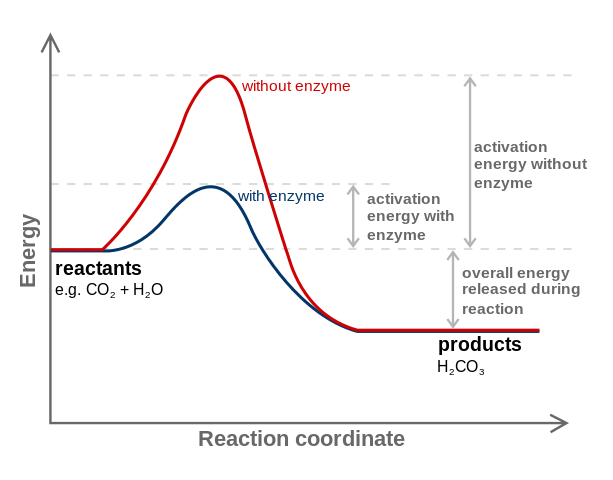 without enzyme
activation
energy without
enzyme
with enzyme
activation
energy with
enzyme
Energy
reactants
e.g. CO₂ + H₂O
overall energy
released during
reaction
products
H₂CO₃
Reaction coordinate